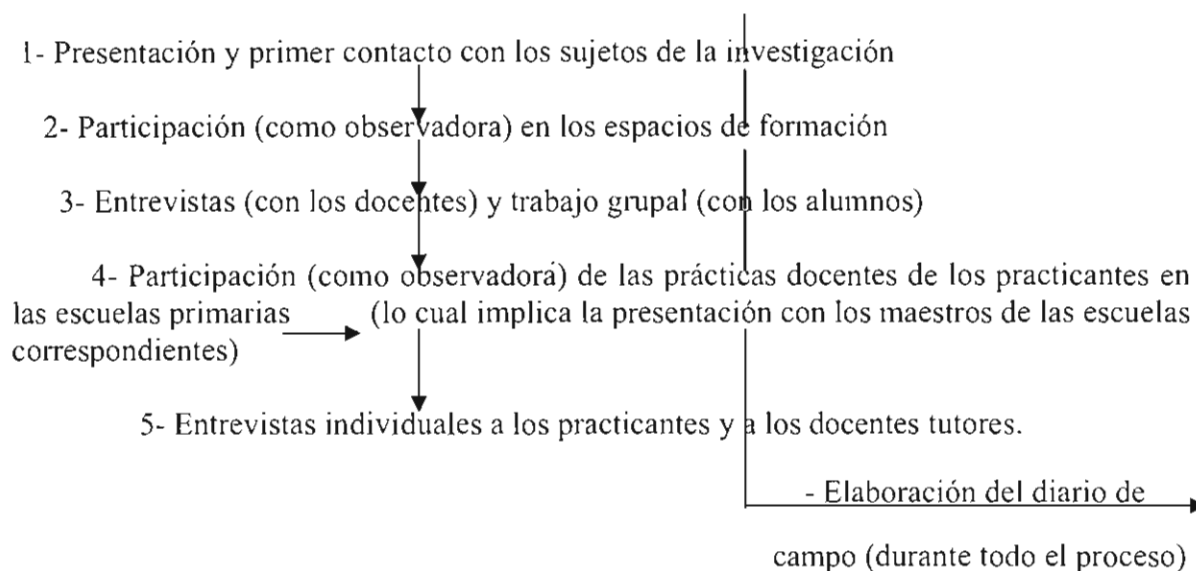 1- Presentación y primer contacto con los sujetos de la investigación
2- Participación (como observadora) en los espacios de formación
3- Entrevistas (con los docentes) y trabajo grupal (con los alumnos)
4- Participación (como observadora) de las prácticas docentes de los practicantes en
las escuelas primarias (lo cual implica la presentación con los maestros de las escuelas
correspondientes)
5- Entrevistas individuales a los practicantes y a los docentes tutores.
- Elaboración del diario de
campo (durante todo el proceso)